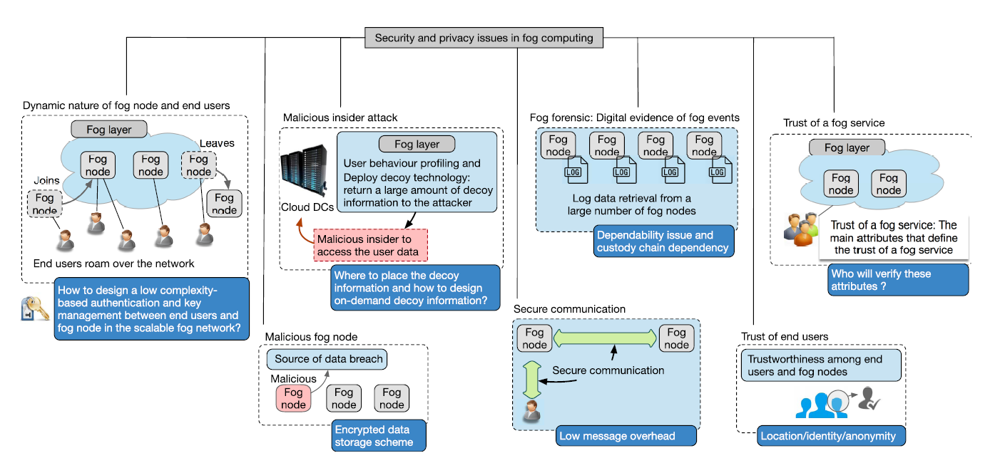 Security and privacy issues in fog computing
Dynamic nature of fog node and end users
Fog layer
Leaves
Fog
node
Fog
node
Fog
node
Joins
Fog
node
Fog
node
End users roam over the network
How to design a low complexity-
based authentication and key
management between end users and
fog node in the scalable fog network?
Malicious insider attack
Fog layer
User behaviour profiling and
Deploy decoy technology:
return a large amount of decoy
information to the attacker
Cloud DCs
Malicious insider to
access the user data
Where to place the decoy
information and how to design
on-demand decoy information?
Fog forensic: Digital evidence of fog events
Fog
node
Fog
node
Fog
node
Fog
node
LOG
LOG
LOG
LOG
Log data retrieval from a
large number of fog nodes
Dependability issue and
custody chain dependency
Trust of a fog service
Fog layer
Fog
node
Fog
node
Trust of a fog service: The
main attributes that define
the trust of a fog service
Who will verify these
attributes ?
Malicious fog node
Source of data breach
Malicious
Fog
node
Fog
node
Fog
node
Encrypted data
storage scheme
Secure communication
Fog
node
Fog
node
Secure communication
Low message overhead
Trust of end users
Trustworthiness among end
users and fog nodes
Location/identity/anonymity